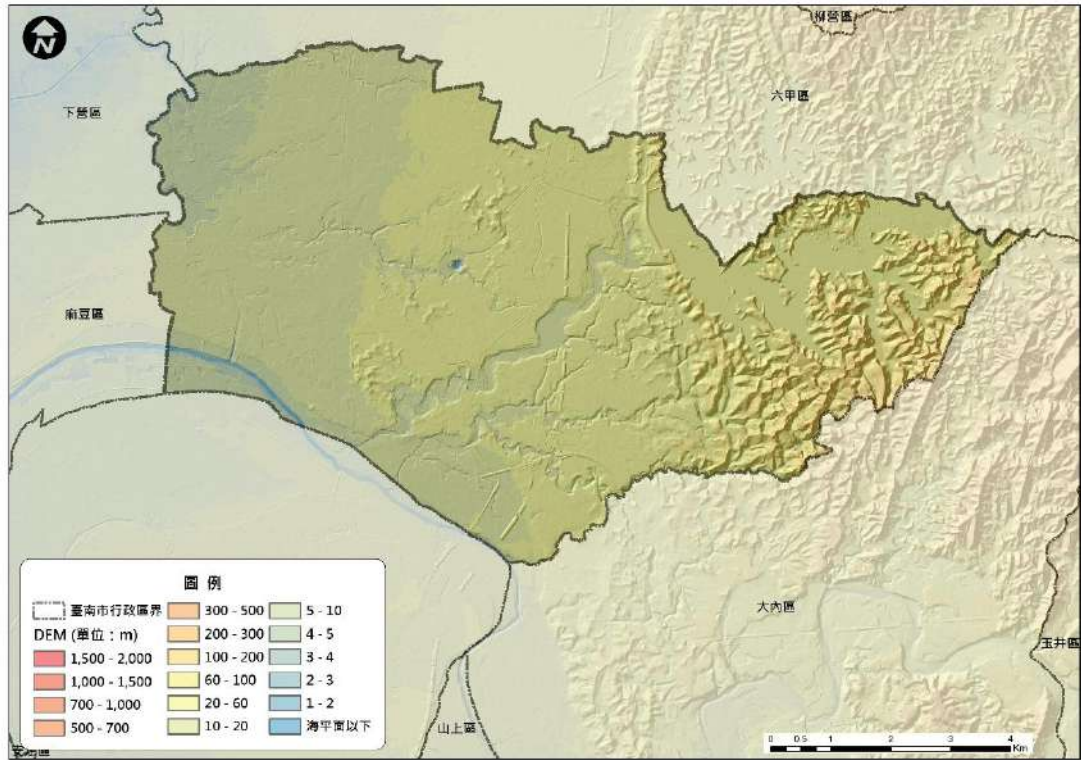 N
柳營區
下營區
六甲區
麻豆區
大內區
玉井區
山上區
圖 例
臺南市行政區界
DEM (單位：m)
1,500 - 2,000
1,000 - 1,500
700 - 1,000
500 - 700
300 - 500
200 - 300
100 - 200
60 - 100
20 - 60
10 - 20
5 - 10
4 - 5
3 - 4
2 - 3
1 - 2
海平面以下
0 0.5 1 2 3 4
Km